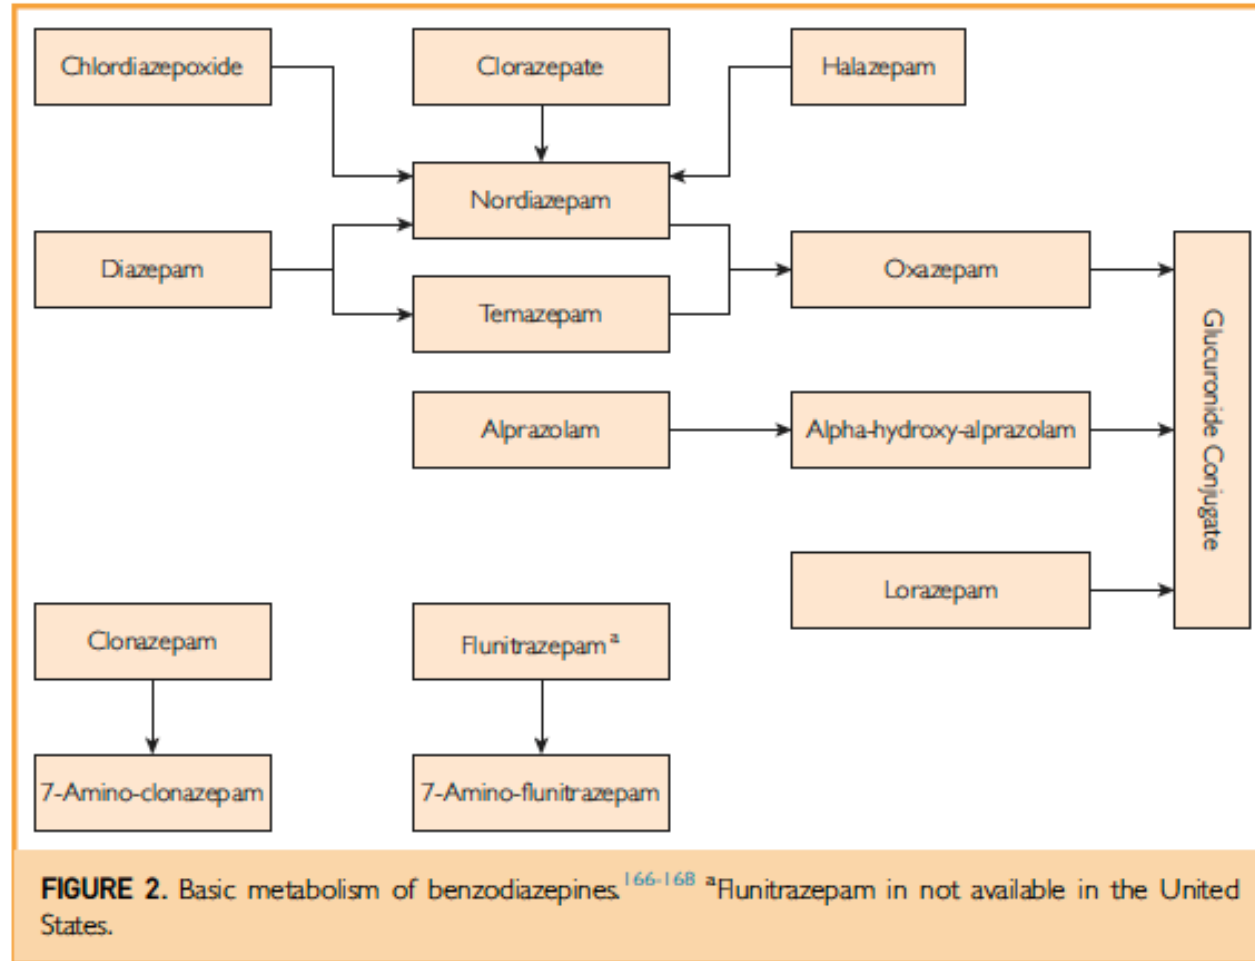 Chlordiazepoxide
Clorazepate
Halazepam
Nordiazepam
Diazepam
Oxazepam
Temazepam
Glucuronide Conjugate
Alprazolam
Alpha-hydroxy-alprazolam
Lorazepam
Clonazepam
Flunitrazepam a
7-Amino-clonazepam
7-Amino-flunitrazepam
FIGURE 2. Basic metabolism of benzodiazepines.166-168 aFlunitrazepam in not available in the United
States.